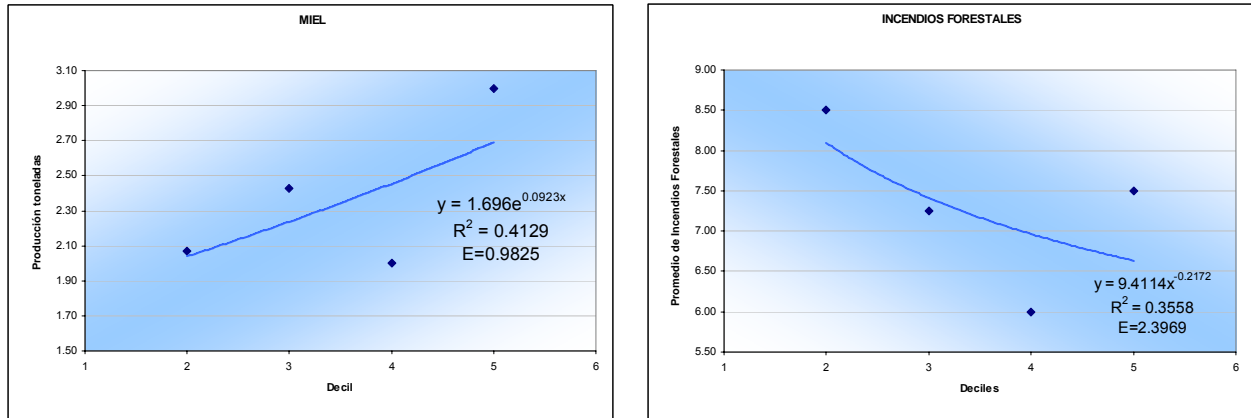 MIEL
Producción toneladas
3.10
2.90
2.70
2.50
2.30
2.10
1.90
1.70
1.50
y = 1.696e^0.0923x
R² = 0.4129
E=0.9825
1 2 3 4 5 6
Decil
INCENDIOS FORESTALES
Promedio de Incendios Forestales
9.00
8.50
8.00
7.50
7.00
6.50
6.00
5.50
y = 9.4114x^-0.2172
R² = 0.3558
E=2.3969
1 2 3 4 5 6
Deciles